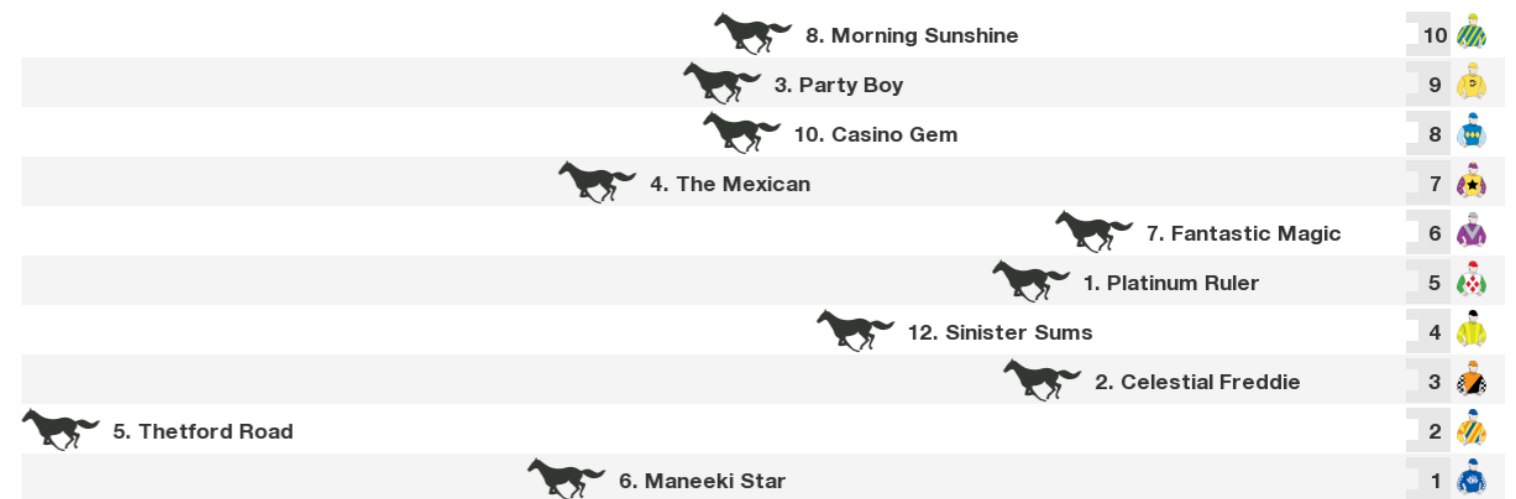 8. Morning Sunshine 10
3. Party Boy 9
10. Casino Gem 8
4. The Mexican 7
7. Fantastic Magic 6
1. Platinum Ruler 5
12. Sinister Sums 4
2. Celestial Freddie 3
5. Thetford Road 2
6. Maneeki Star 1